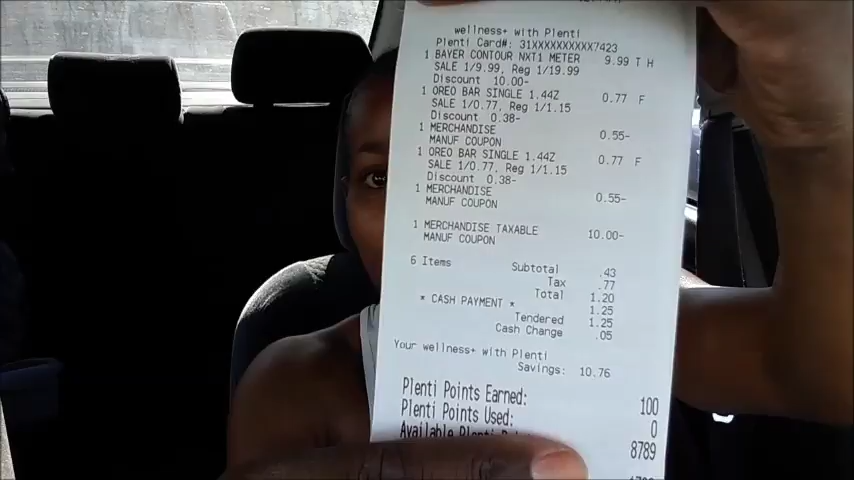 wellness+ with Plenti
Plenti Card#: 31XXXXXXXXXX7423
1 BAYER CONTOUR NXT1 METER 9.99 T H
SALE 1/9.99, Reg 1/19.99
Discount 10.00-
1 OREO BAR SINGLE 1.44Z 0.77 F
SALE 1/0.77, Reg 1/1.15
Discount 0.38-
1 MERCHANDISE 0.55-
MANUF COUPON
1 OREO BAR SINGLE 1.44Z 0.77 F
SALE 1/0.77, Reg 1/1.15
Discount 0.38-
1 MERCHANDISE 0.55-
MANUF COUPON
1 MERCHANDISE TAXABLE 10.00-
MANUF COUPON
6 Items Subtotal .43
Tax .77
Total 1.20
* CASH PAYMENT * 1.25
Tendered 1.25
Cash Change .05
Your wellness+ with Plenti
Savings: 10.76
Plenti Points Earned: 100
Plenti Points Used: 0
Available Plenti 8789